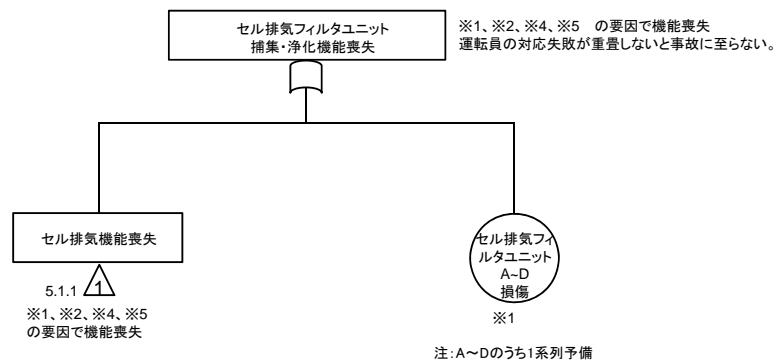 セル排気フィルタユニット
捕集・浄化機能喪失
※1、※2、※4、※5　の要因で機能喪失
運転員の対応失敗が重畳しないと事故に至らない。
セル排気機能喪失
5.1.1
1
※1、※2、※4、※5
の要因で機能喪失
セル排気フィ
ルタユニット
A~D
損傷
※1
注：A～Dのうち1系列予備